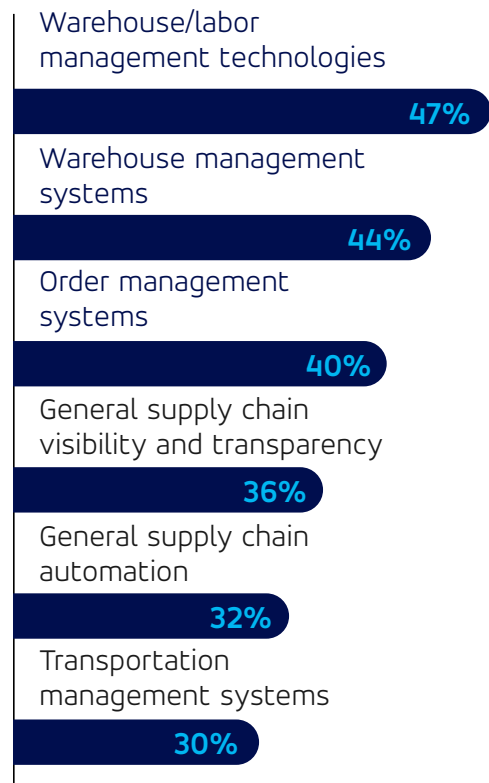 Warehouse/labor
management technologies
47%
Warehouse management
systems
44%
Order management
systems
40%
General supply chain
visibility and transparency
36%
General supply chain
automation
32%
Transportation
management systems
30%